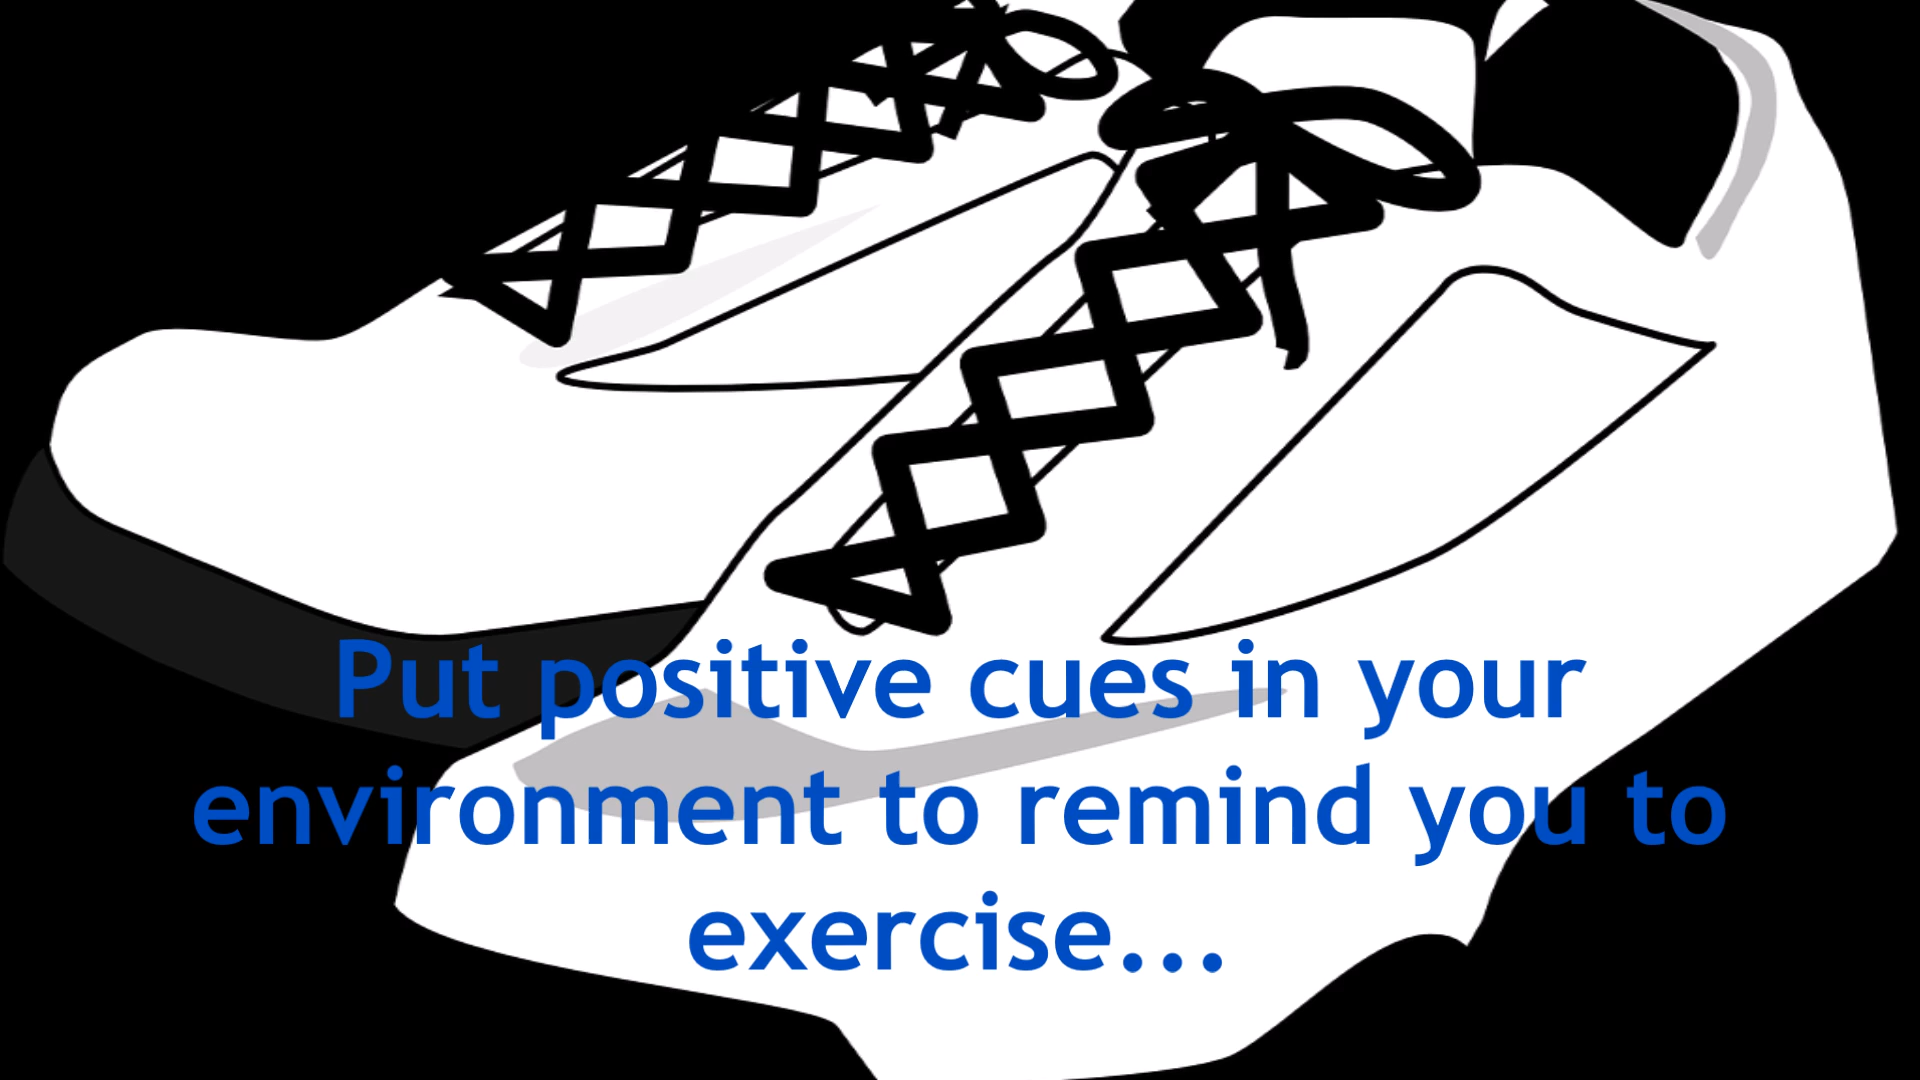 Put positive cues in your
environment to remind you to
exercise...